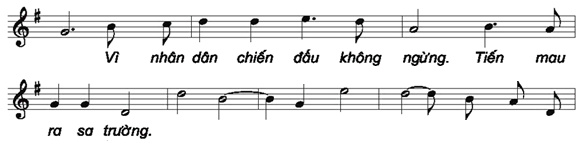 Vì nhân dân chiến đấu không ngừng. Tiến mau
ra sa trường.